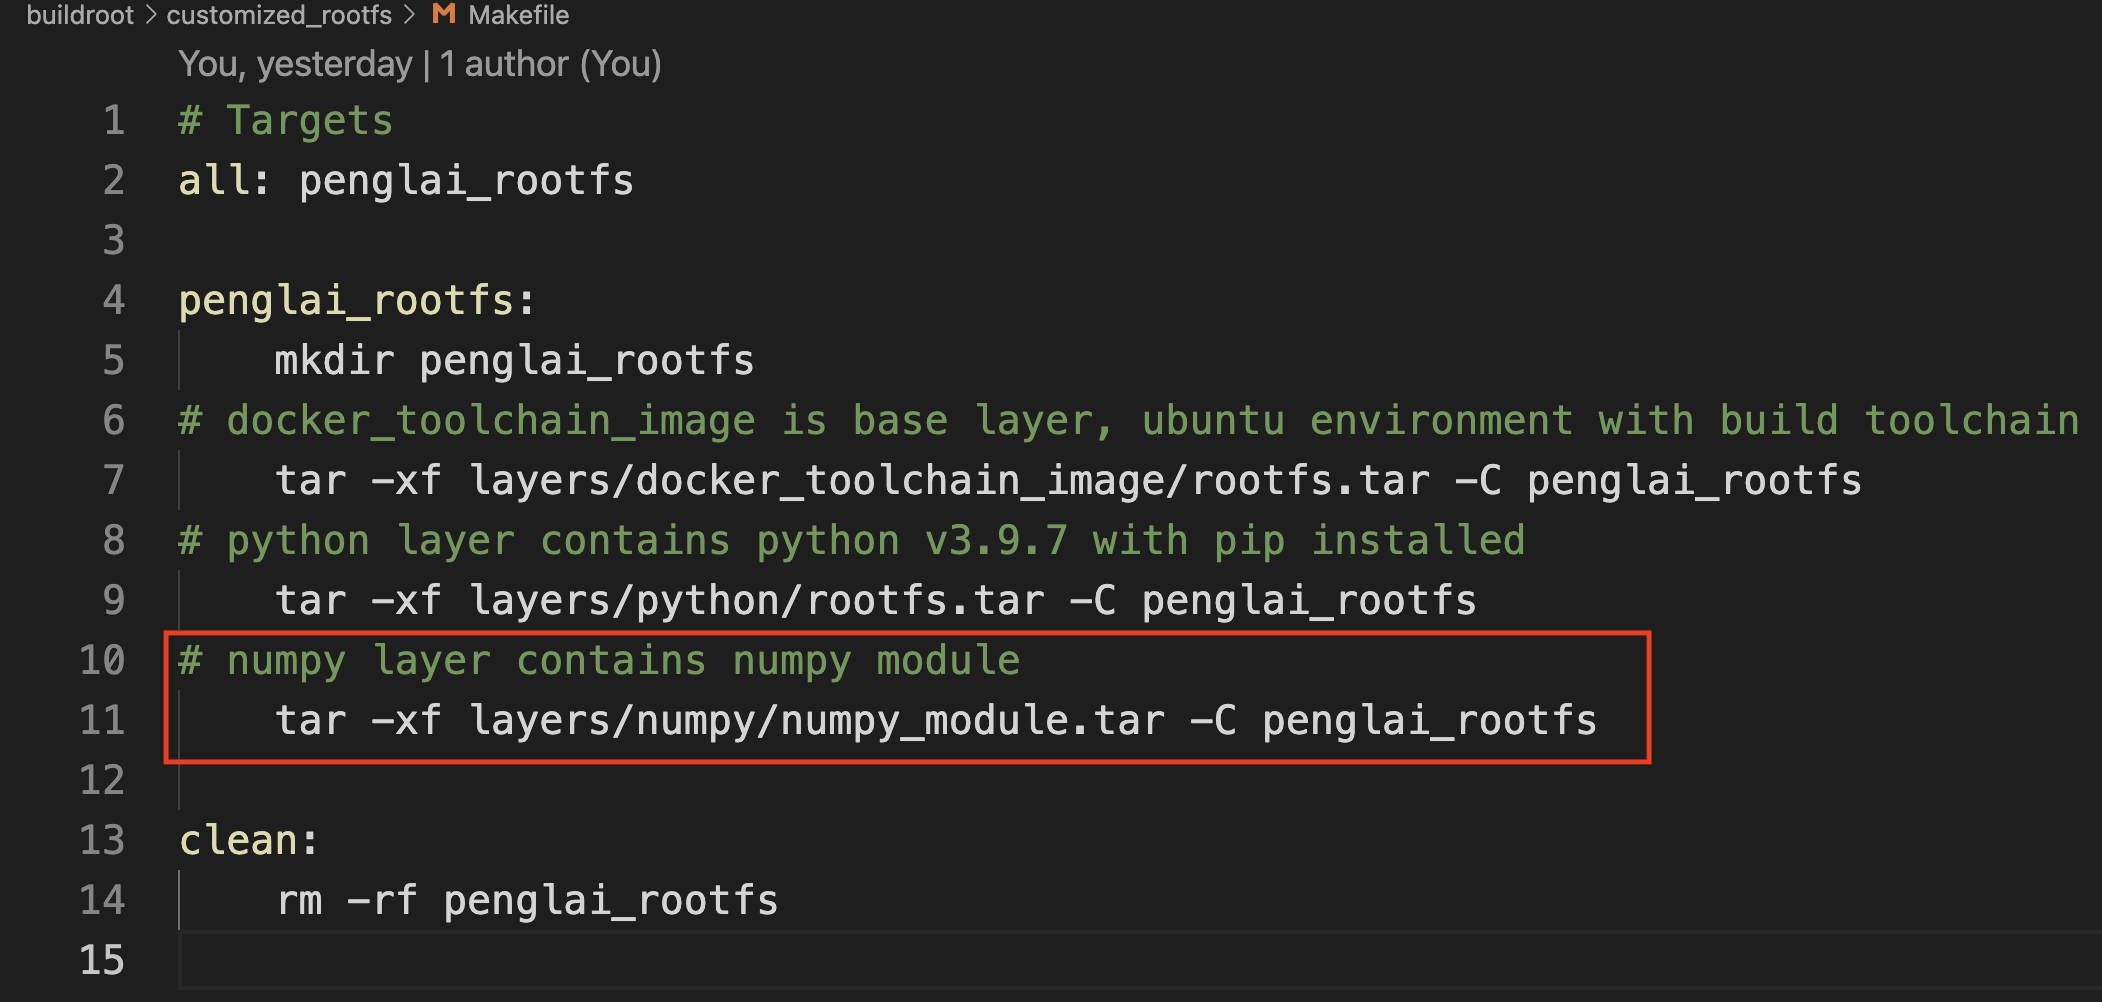 buildroot > customized_rootfs > M Makefile
You, yesterday | 1 author (You)
1 # Targets
2 all: penglai_rootfs
3
4 penglai_rootfs:
5 mkdir penglai_rootfs
6 # docker_toolchain_image is base layer, ubuntu environment with build toolchain
7 tar -xf layers/docker_toolchain_image/rootfs.tar -C penglai_rootfs
8 # python layer contains python v3.9.7 with pip installed
9 tar -xf layers/python/rootfs.tar -C penglai_rootfs
10 # numpy layer contains numpy module
11 tar -xf layers/numpy/numpy_module.tar -C penglai_rootfs
12
13 clean:
14 rm -rf penglai_rootfs
15